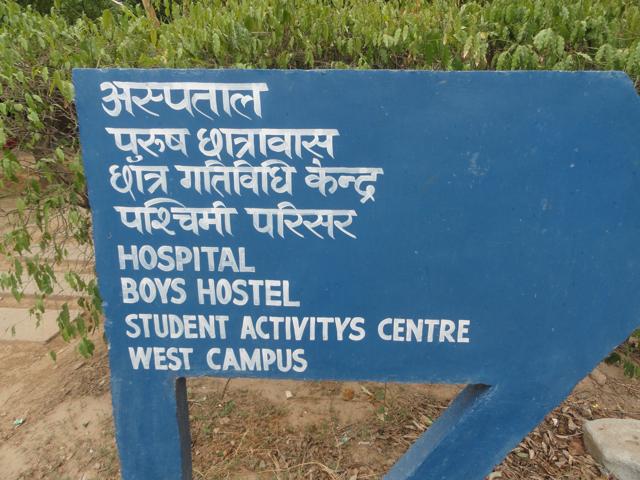 अस्पताल
पुरुष छात्रावास
छात्र गतिविधि केन्द्र
पश्चिमी परिसर
HOSPITAL
BOYS HOSTEL
STUDENT ACTIVITYS CENTRE
WEST CAMPUS